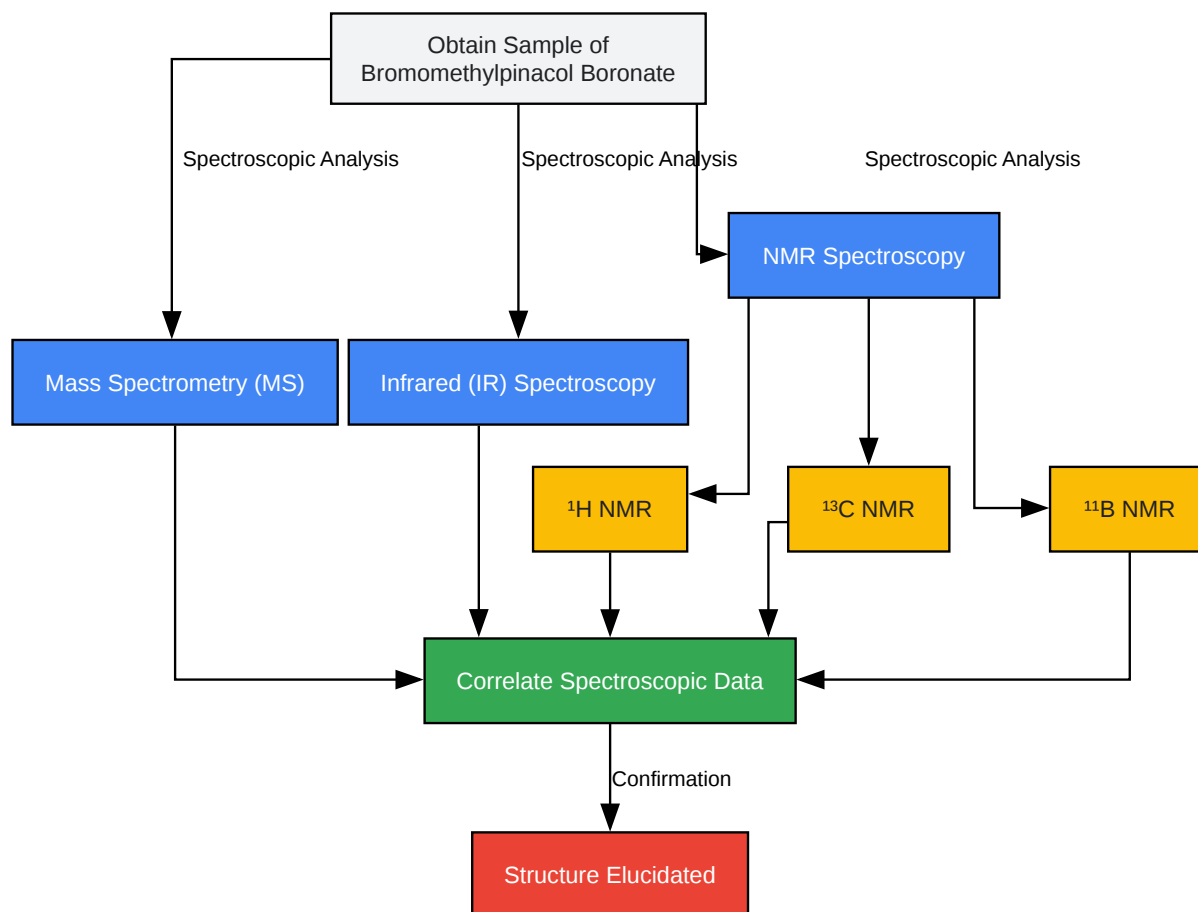 Obtain Sample of
Bromomethylpinacol Boronate
Spectroscopic Analysis
Spectroscopic Analysis
Spectroscopic Analysis
NMR Spectroscopy
Mass Spectrometry (MS)
Infrared (IR) Spectroscopy
¹H NMR
¹³C NMR
¹¹B NMR
Correlate Spectroscopic Data
Confirmation
Structure Elucidated